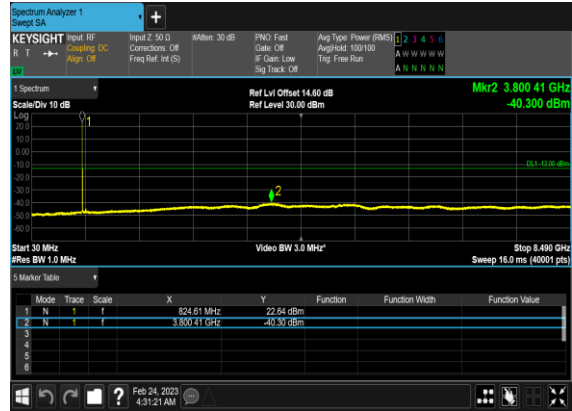 Spectrum Analyzer 1
Swept SA
+
KEYSIGHT Input: RF Input Z: 50 Ω #Atten: 30 dB PNO: Fast Avg Type: Power (RMS) 1 2 3 4 5 6
R T Coupling: DC Corrections: Off Gate: Off Avg|Hold: 100/100 A W W W W W
Align: Off Freq Ref: Int (S) IF Gain: Low Trig: Free Run
Sig Track: Off A N N N N N
1 Spectrum Ref Lvl Offset 14.60 dB Mkr2 3.800 41 GHz
Scale/Div 10 dB Ref Level 30.00 dBm -40.300 dBm
Log
20.0
10.0
0.00
-10.0
-20.0
-30.0
-40.0
-50.0
-60.0
1
DL1 -13.00 dBm
2
Start 30 MHz Video BW 3.0 MHz* Stop 8.490 GHz
#Res BW 1.0 MHz Sweep 16.0 ms (40001 pts)
5 Marker Table
Mode Trace Scale X Y Function Function Width Function Value
1 N 1 f 824.61 MHz 22.64 dBm
2 N 1 f 3.800 41 GHz -40.30 dBm
3
4
5
6
? Feb 24, 2023
4:31:21 AM